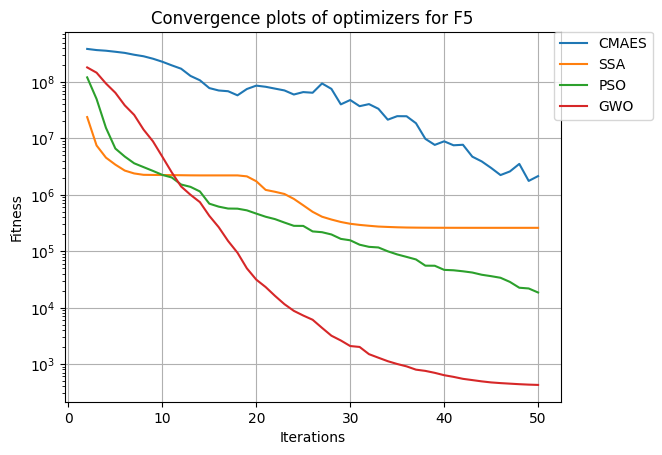 Convergence plots of optimizers for F5
CMAES
SSA
PSO
GWO
10^8
10^7
10^6
10^5
10^4
10^3
Fitness
0 10 20 30 40 50
Iterations